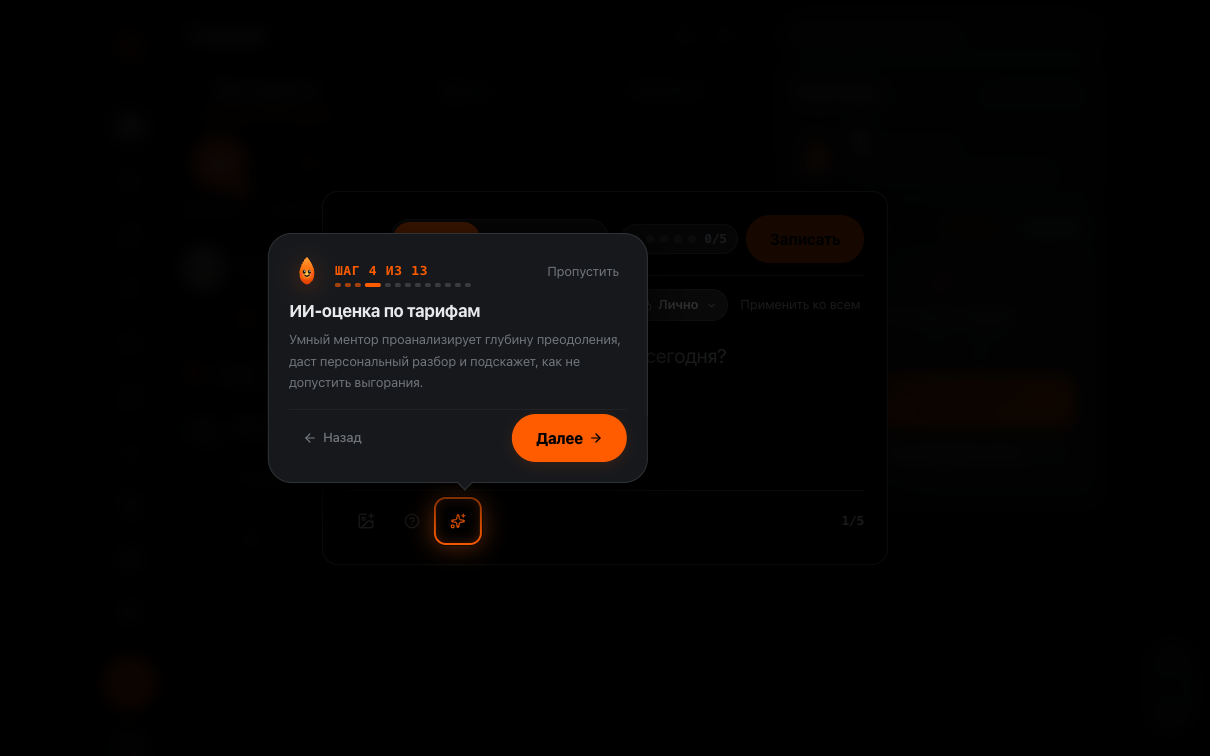 0/5
Записать
ШАГ 4 ИЗ 13
Пропустить
Лично
Применить ко всем
ИИ-оценка по тарифам
Умный ментор проанализирует глубину преодоления,
даст персональный разбор и подскажет, как не
допустить выгорания.
сегодня?
Назад
Далее
1/5